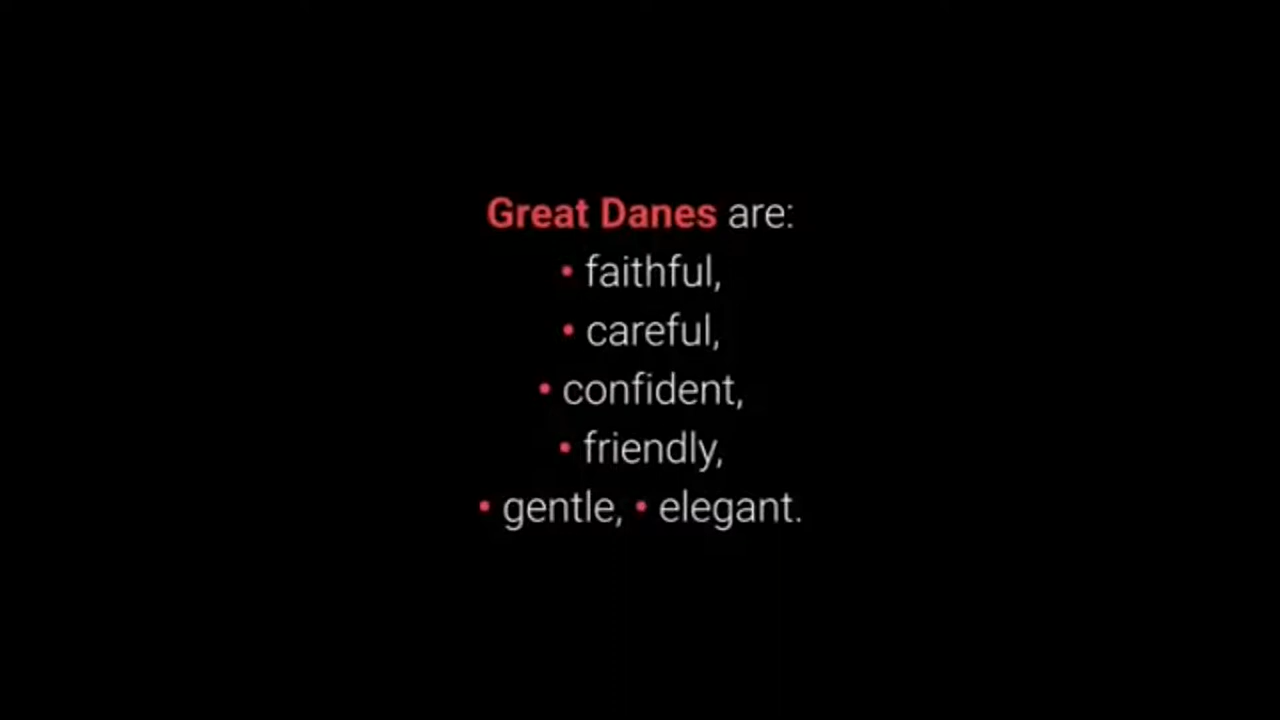 Great Danes are:
• faithful,
• careful,
• confident,
• friendly,
• gentle, • elegant.